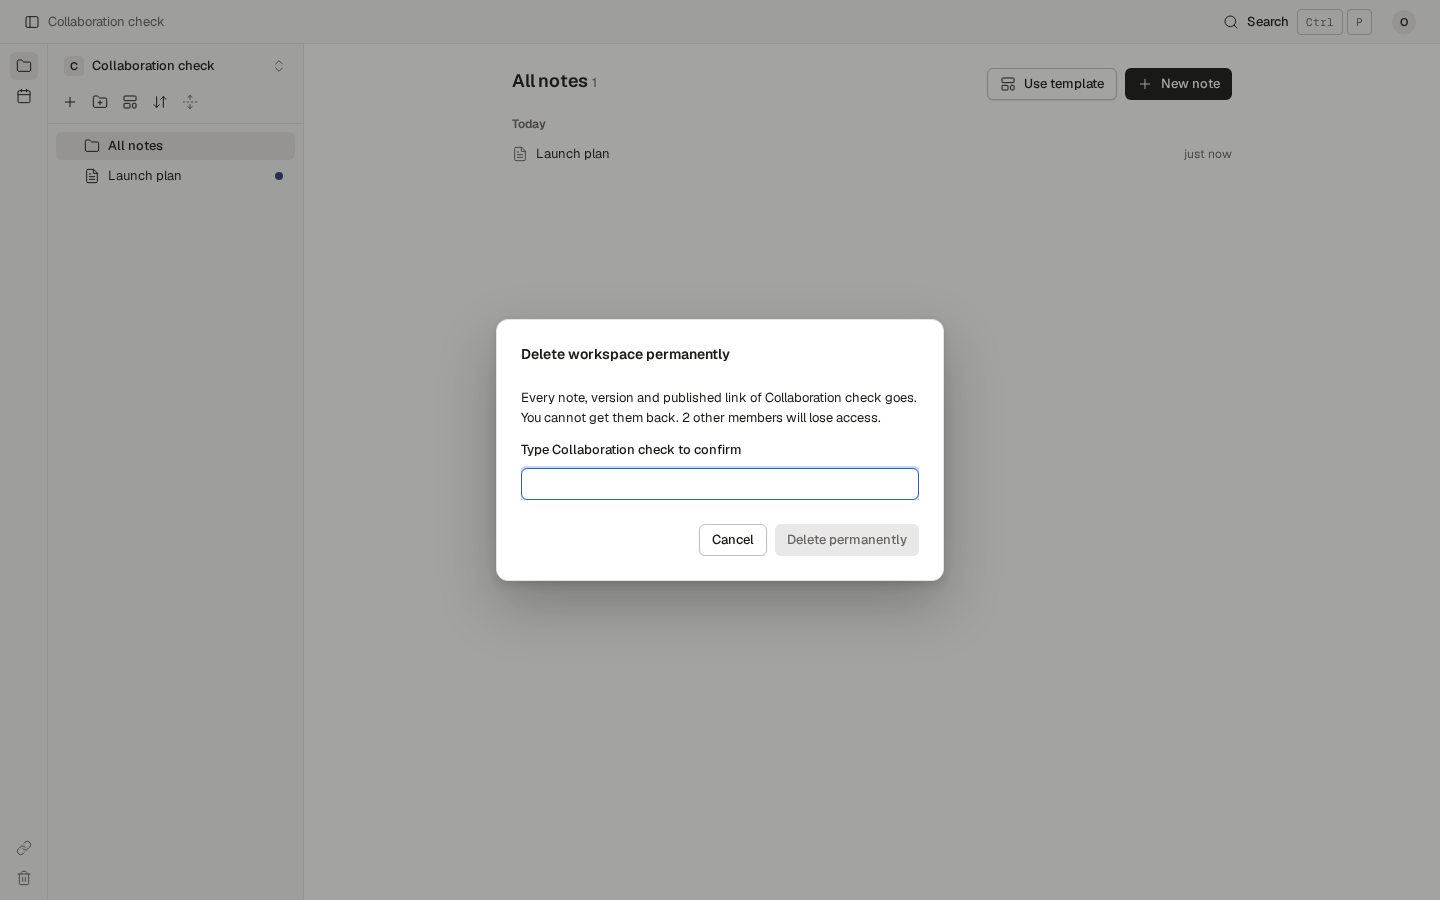 Collaboration check
Search Ctrl P O
C Collaboration check
All notes
Launch plan
All notes 1
Use template
New note
Today
Launch plan just now
Delete workspace permanently
Every note, version and published link of Collaboration check goes.
You cannot get them back. 2 other members will lose access.
Type Collaboration check to confirm
Cancel
Delete permanently